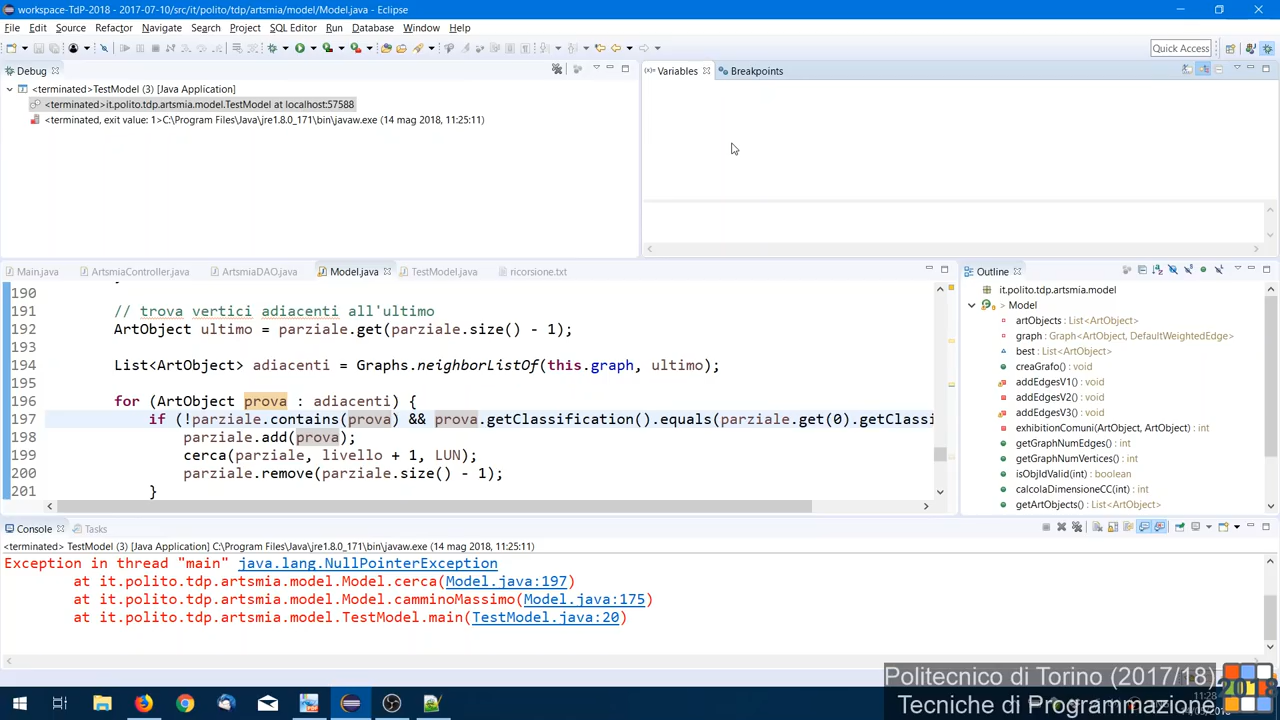 workspace-TdP-2018 - 2017-07-10/src/it/polito/tdp/artsmia/model/Model.java - Eclipse
File Edit Source Refactor Navigate Search Project SQL Editor Run Database Window Help
Quick Access
Debug
<terminated>TestModel (3) [Java Application]
<terminated>it.polito.tdp.artsmia.model.TestModel at localhost:57588
<terminated, exit value: 1>C:\Program Files\Java\jre1.8.0_171\bin\javaw.exe (14 mag 2018, 11:25:11)
(x)= Variables Breakpoints
Main.java ArtsmiaController.java ArtsmiaDAO.java Model.java TestModel.java ricorsione.txt
190
191 // trova vertici adiacenti all'ultimo
192 ArtObject ultimo = parziale.get(parziale.size() - 1);
193
194 List<ArtObject> adiacenti = Graphs.neighborListOf(this.graph, ultimo);
195
196 for (ArtObject prova : adiacenti) {
197 if (!parziale.contains(prova) && prova.getClassification().equals(parziale.get(0).getClassi
198 parziale.add(prova);
199 cerca(parziale, livello + 1, LUN);
200 parziale.remove(parziale.size() - 1);
201 }
Outline
it.polito.tdp.artsmia.model
> Model
artObjects : List<ArtObject>
graph : Graph<ArtObject, DefaultWeightedEdge>
best : List<ArtObject>
creaGrafo() : void
addEdgesV1() : void
addEdgesV2() : void
addEdgesV3() : void
exhibitionComuni(ArtObject, ArtObject) : int
getGraphNumEdges() : int
getGraphNumVertices() : int
isObjIdValid(int) : boolean
calcolaDimensioneCC(int) : int
getArtObjects() : List<ArtObject>
Console Tasks
<terminated> TestModel (3) [Java Application] C:\Program Files\Java\jre1.8.0_171\bin\javaw.exe (14 mag 2018, 11:25:11)
Exception in thread "main" java.lang.NullPointerException
at it.polito.tdp.artsmia.model.Model.cerca(Model.java:197)
at it.polito.tdp.artsmia.model.Model.camminoMassimo(Model.java:175)
at it.polito.tdp.artsmia.model.TestModel.main(TestModel.java:20)
Politecnico di Torino (2017/18)
Tecniche di Programmazione
2018
11:28